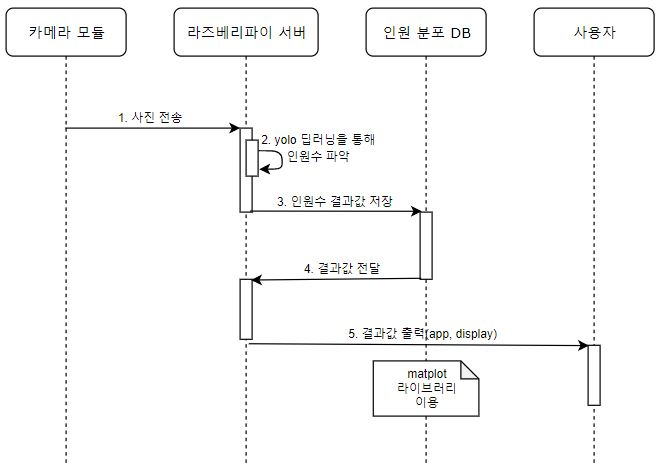 카메라 모듈
라즈베리파이 서버
인원 분포 DB
사용자
1. 사진 전송
2. yolo 딥러닝을 통해
인원수 파악
3. 인원수 결과값 저장
4. 결과값 전달
5. 결과값 출력(app, display)
matplot
라이브러리
이용